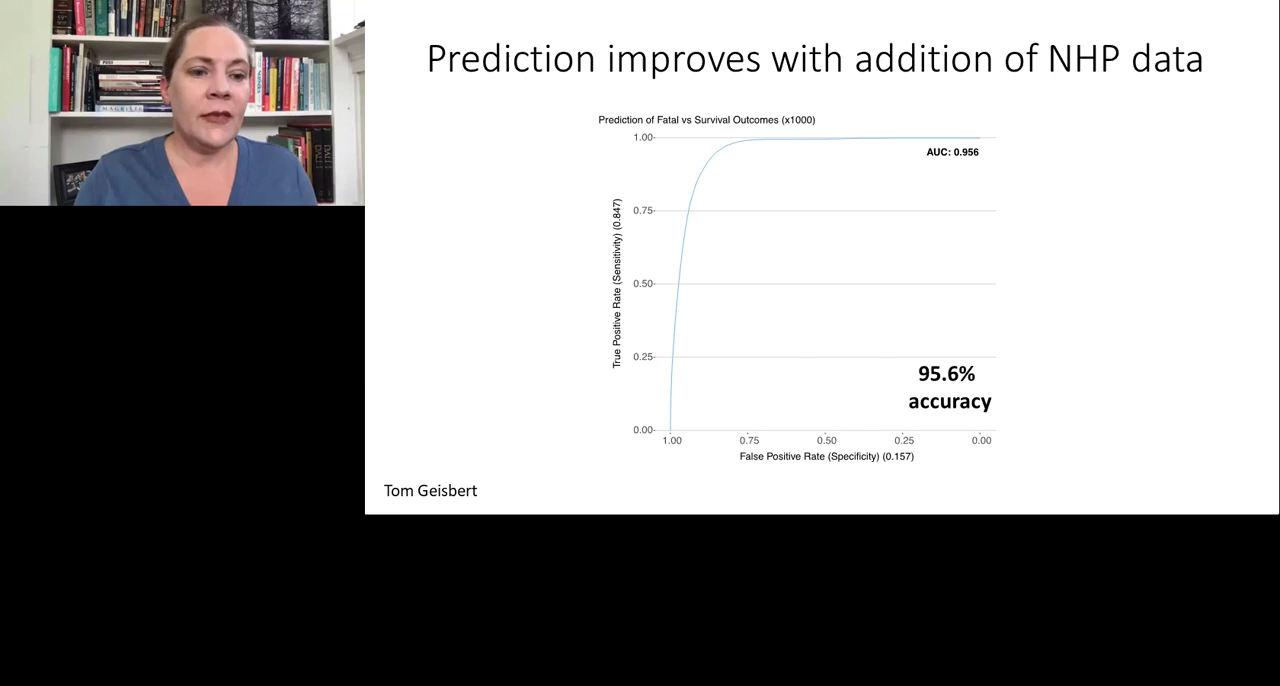 Prediction improves with addition of NHP data
Prediction of Fatal vs Survival Outcomes (x1000)
AUC: 0.956
True Positive Rate (Sensitivity) (0.847)
1.00
0.75
0.50
0.25
0.00
95.6%
accuracy
1.00 0.75 0.50 0.25 0.00
False Positive Rate (Specificity) (0.157)
Tom Geisbert